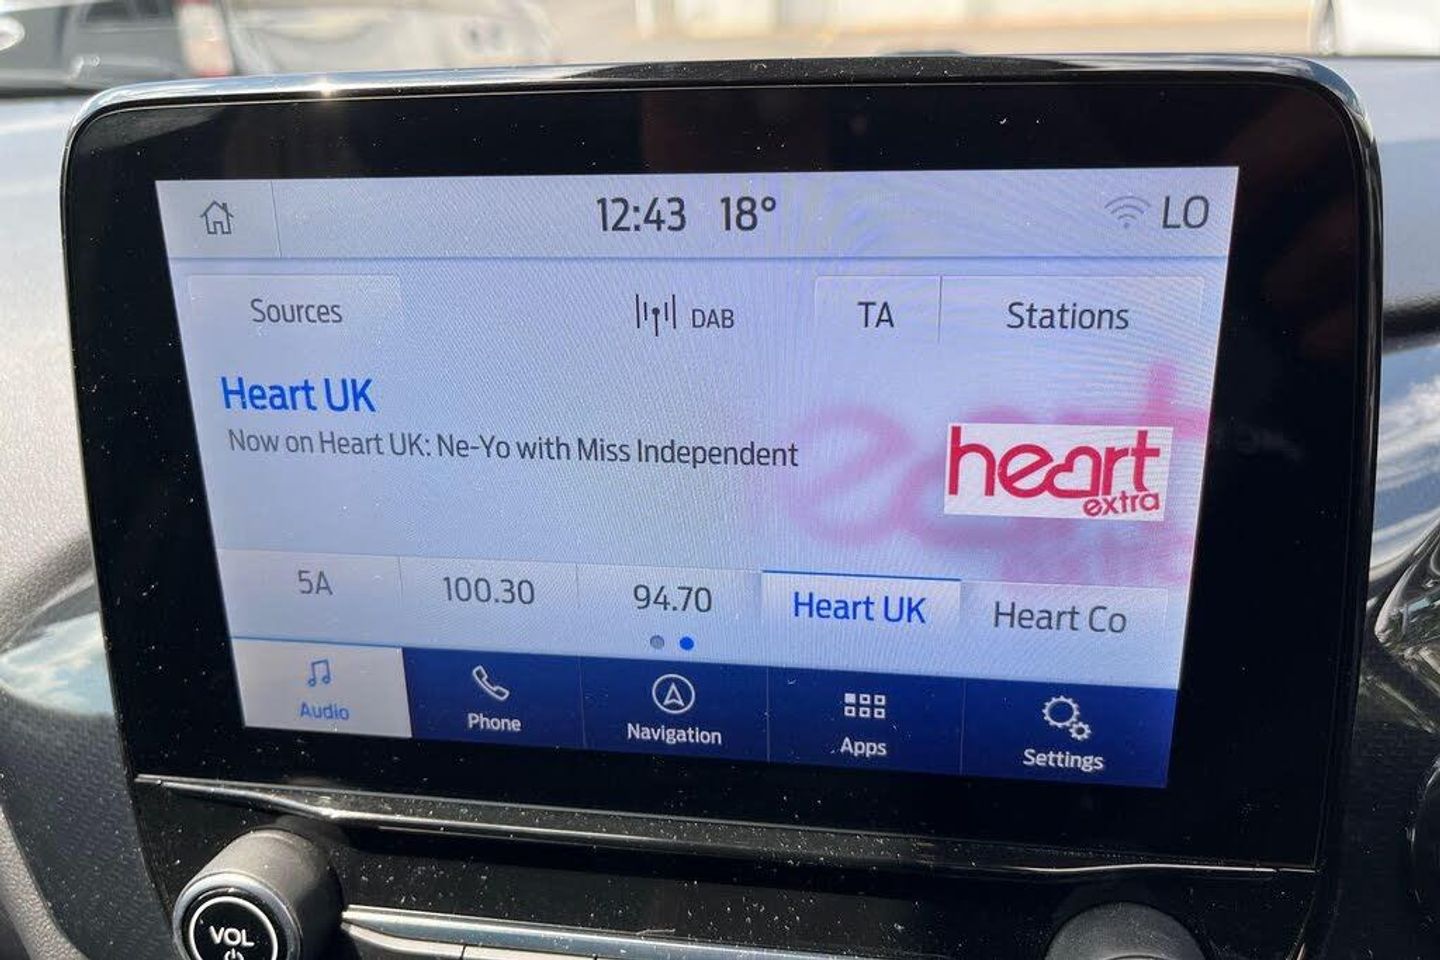 12:43 18° LO
Sources DAB TA Stations
Heart UK
Now on Heart UK: Ne-Yo with Miss Independent
heart
extra
5A 100.30 94.70 Heart UK Heart Co
Audio Phone Navigation Apps Settings
VOL